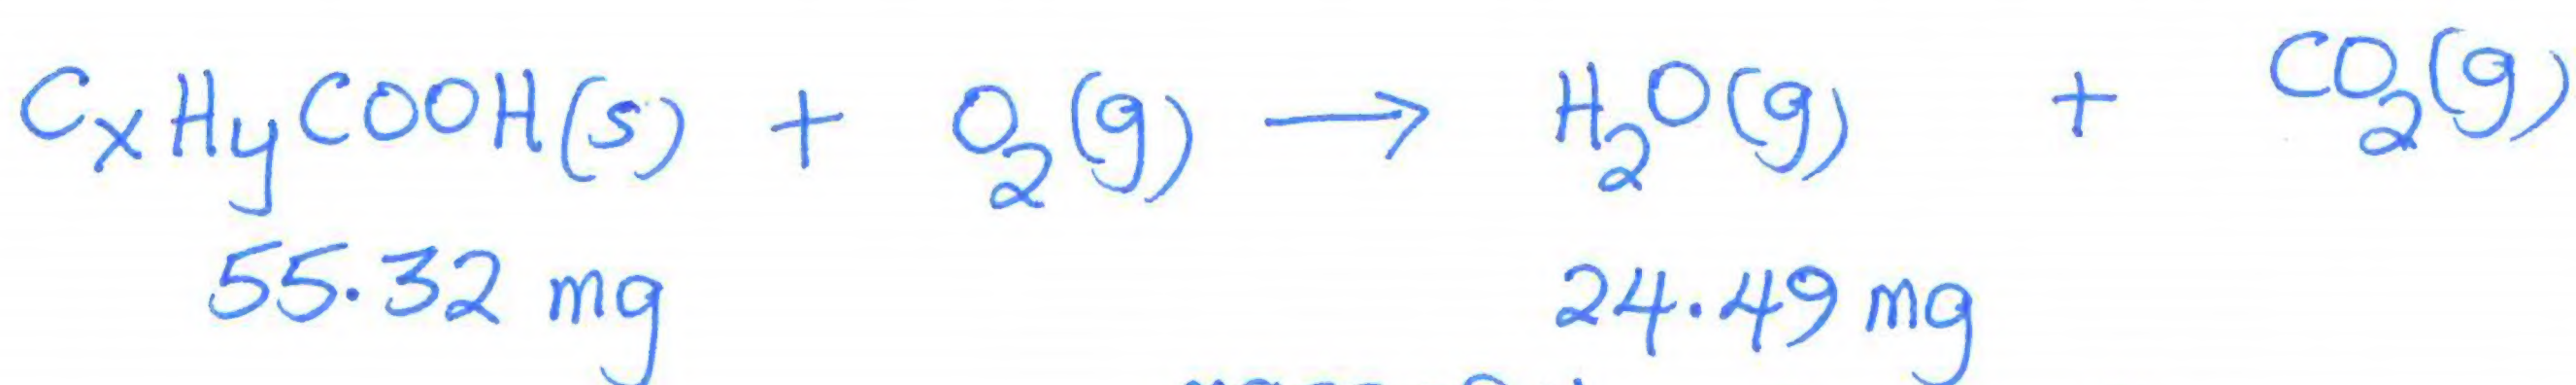 CxHyCOOH(s) + O2(g) → H2O(g) + CO2(g)
55.32 mg 24.49 mg